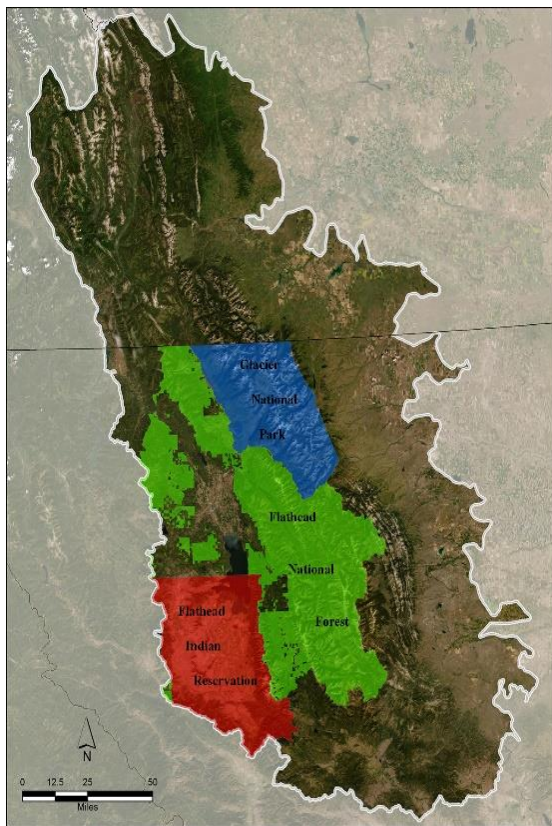 Glacier
National
Park
Flathead
National
Forest
Flathead
Indian
Reservation
N
0 12.5 25 50
Miles